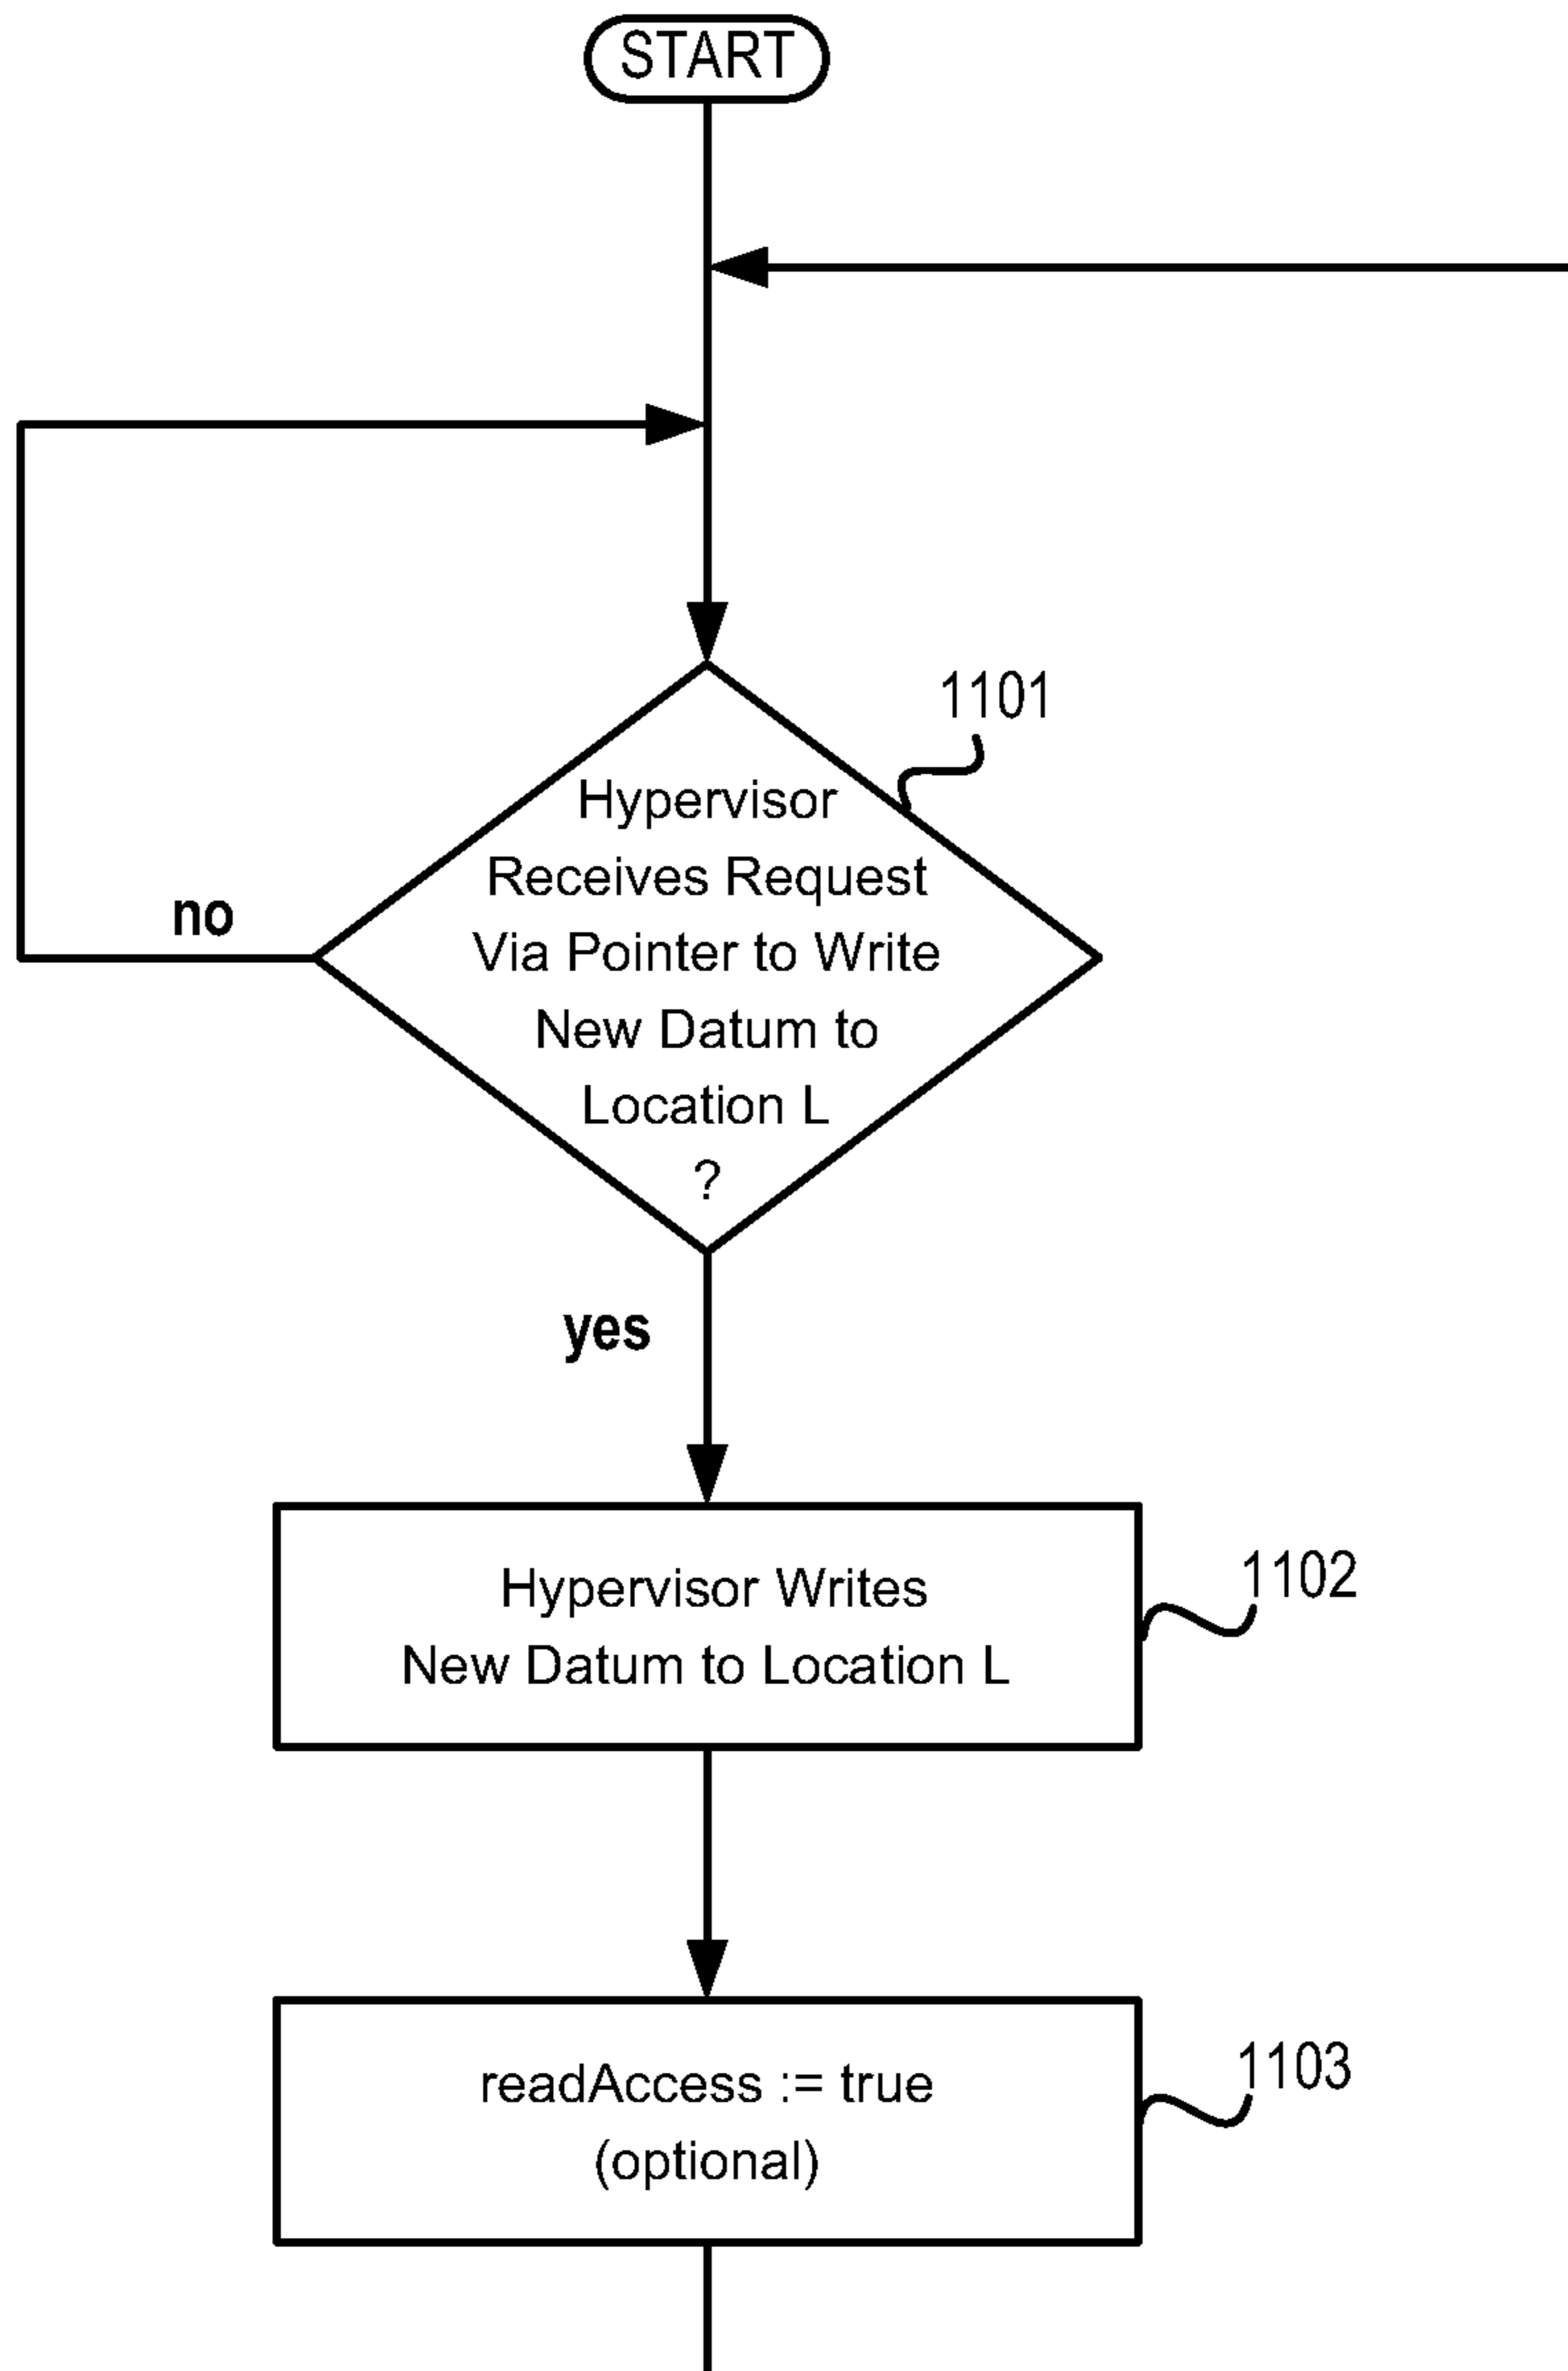 START
1101
Hypervisor
Receives Request
Via Pointer to Write
New Datum to
Location L
?
no
yes
Hypervisor Writes
New Datum to Location L
1102
readAccess := true
(optional)
1103